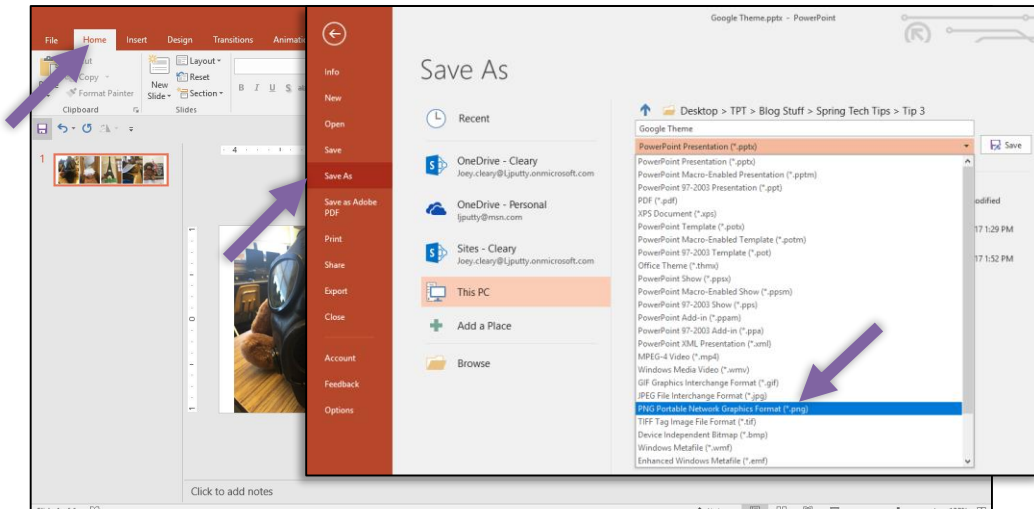 File Home Insert Design Transitions
Copy
Format Painter
Clipboard
New
Slide
Layout
Reset
Section
Slides
B I U S
4
1
0
Click to add notes
Google Theme.pptx - PowerPoint
Info
New
Open
Save
Save As
Save as Adobe
PDF
Print
Share
Export
Close
Account
Feedback
Options
Save As
Recent
OneDrive - Cleary
Joey.cleary@Ljputty.onmicrosoft.com
OneDrive - Personal
ljputty@msn.com
Sites - Cleary
Joey.cleary@Ljputty.onmicrosoft.com
This PC
Add a Place
Browse
Desktop > TPT > Blog Stuff > Spring Tech Tips > Tip 3
Google Theme
PowerPoint Presentation (*.pptx)
Save
PowerPoint Presentation (*.pptx)
PowerPoint Macro-Enabled Presentation (*.pptm)
PowerPoint 97-2003 Presentation (*.ppt)
PDF (*.pdf)
XPS Document (*.xps)
PowerPoint Template (*.potx)
PowerPoint Macro-Enabled Template (*.potm)
PowerPoint 97-2003 Template (*.pot)
Office Theme (*.thmx)
PowerPoint Show (*.ppsx)
PowerPoint Macro-Enabled Show (*.ppsm)
PowerPoint 97-2003 Show (*.pps)
PowerPoint Add-in (*.ppam)
PowerPoint 97-2003 Add-in (*.ppa)
PowerPoint XML Presentation (*.xml)
MPEG-4 Video (*.mp4)
Windows Media Video (*.wmv)
GIF Graphics Interchange Format (*.gif)
JPEG File Interchange Format (*.jpg)
PNG Portable Network Graphics Format (*.png)
TIFF Tag Image File Format (*.tif)
Device Independent Bitmap (*.bmp)
Windows Metafile (*.wmf)
Enhanced Windows Metafile (*.emf)
odified
17 1:29 PM
17 1:52 PM